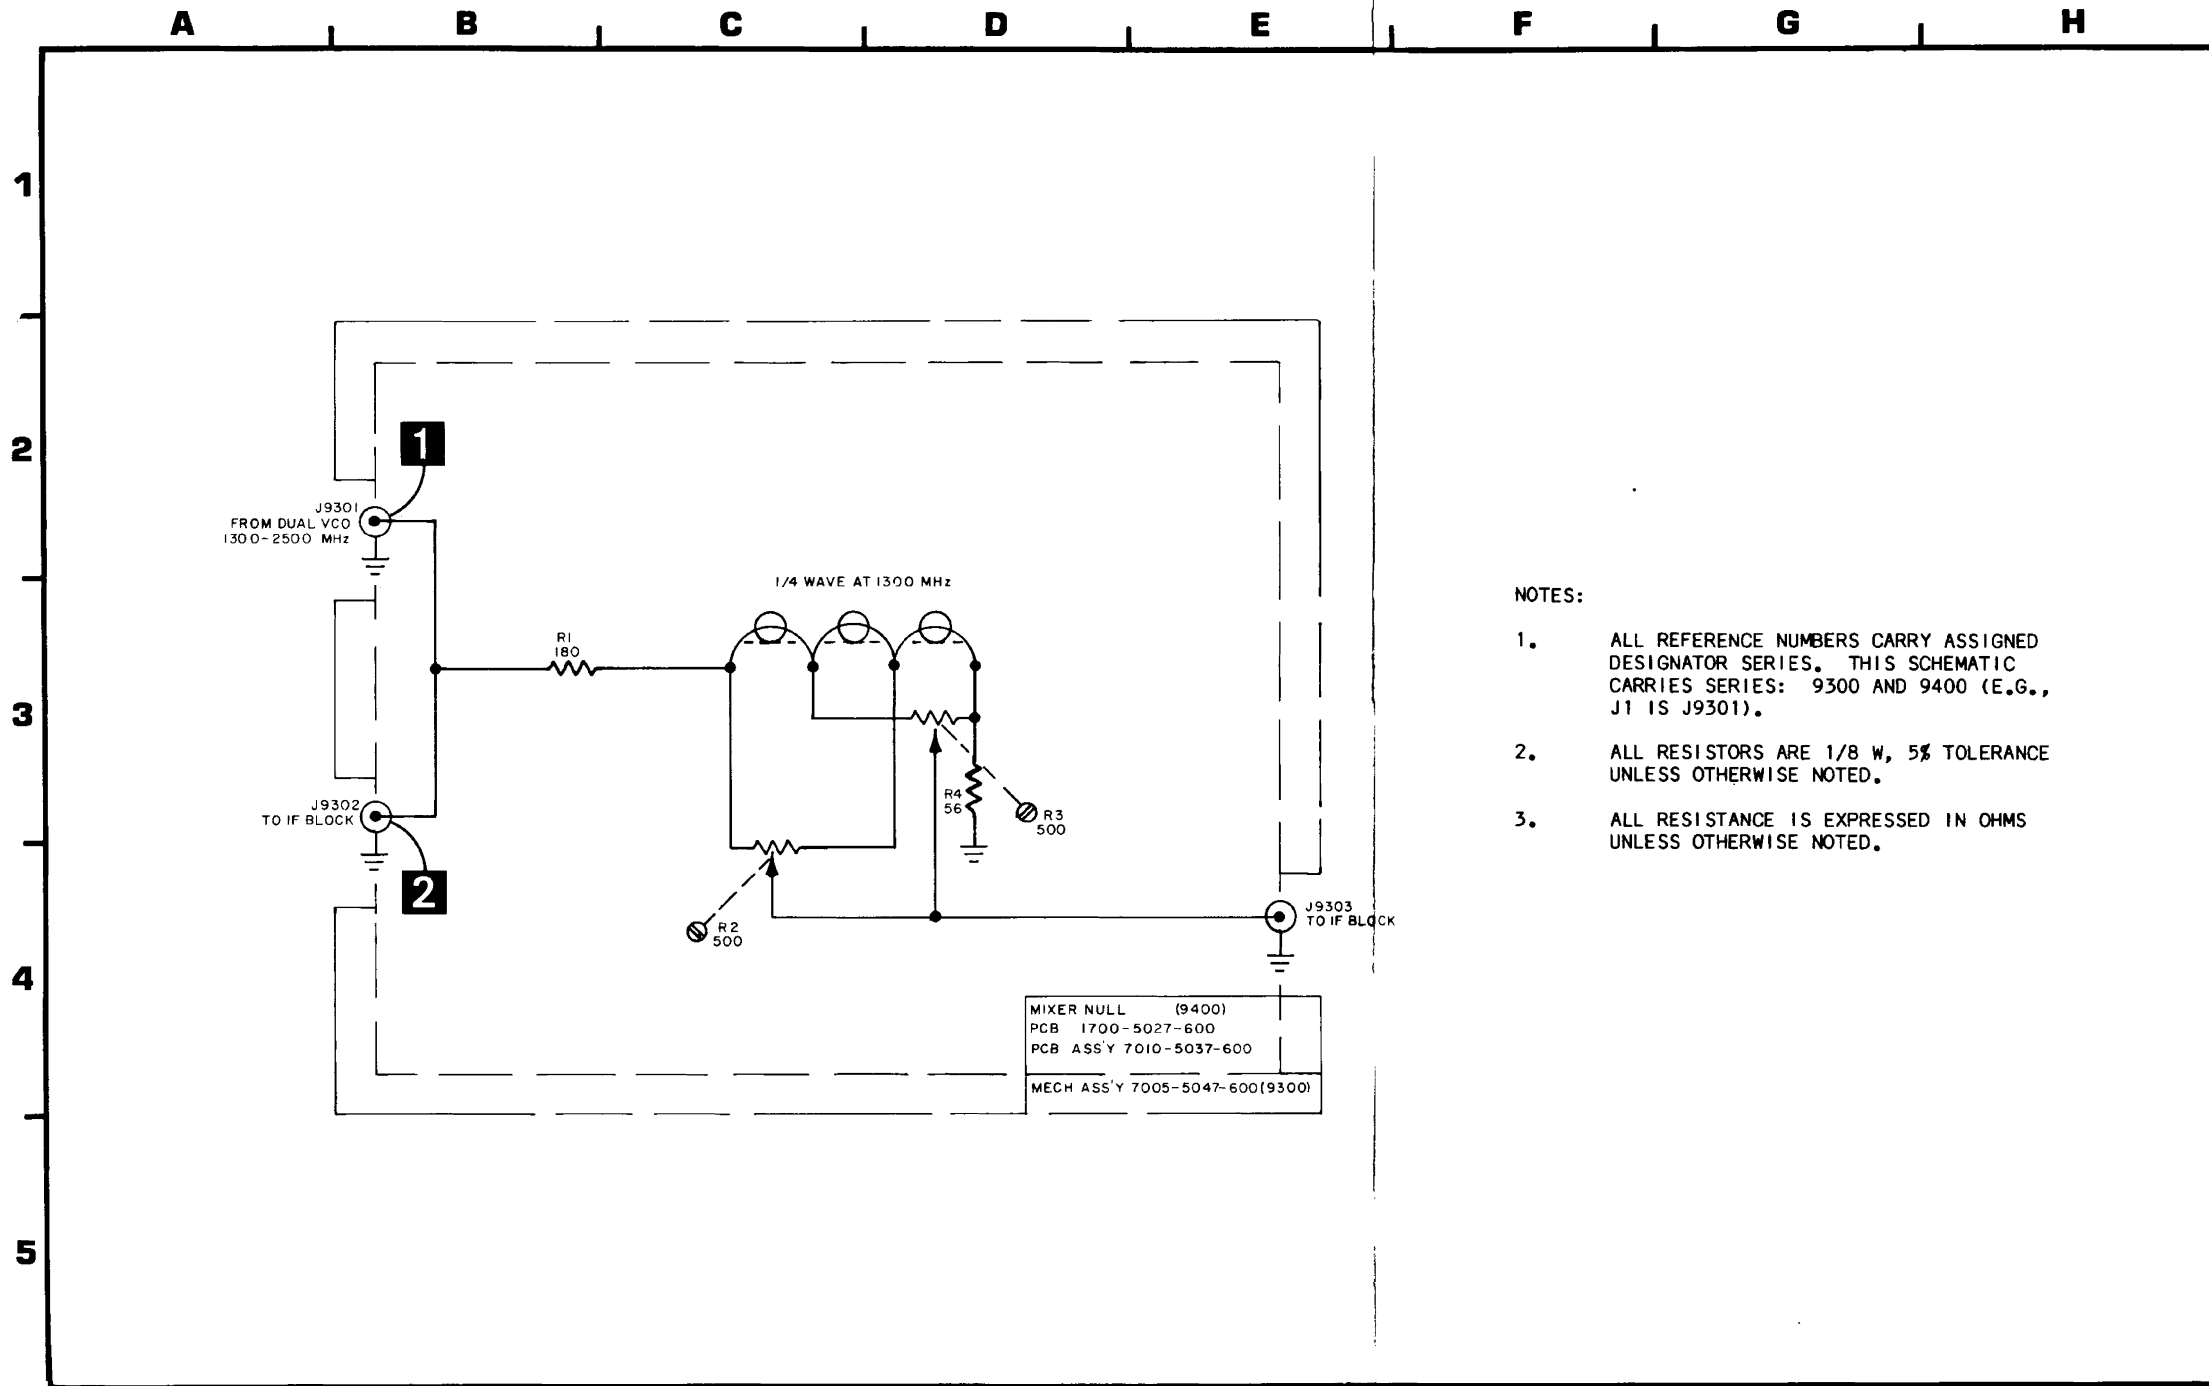 A B C D E F G H
1
2
3
4
5
1
J9301
FROM DUAL VCO
1300-2500 MHz
1/4 WAVE AT 1300 MHz
R1
180
J9302
TO IF BLOCK
2
R4
56
R3
500
R2
500
J9303
TO IF BLOCK
MIXER NULL (9400)
PCB 1700-5027-600
PCB ASS'Y 7010-5037-600
MECH ASS'Y 7005-5047-600(9300)
NOTES:
1. ALL REFERENCE NUMBERS CARRY ASSIGNED
DESIGNATOR SERIES. THIS SCHEMATIC
CARRIES SERIES: 9300 AND 9400 (E.G.,
J1 IS J9301).
2. ALL RESISTORS ARE 1/8 W, 5% TOLERANCE
UNLESS OTHERWISE NOTED.
3. ALL RESISTANCE IS EXPRESSED IN OHMS
UNLESS OTHERWISE NOTED.